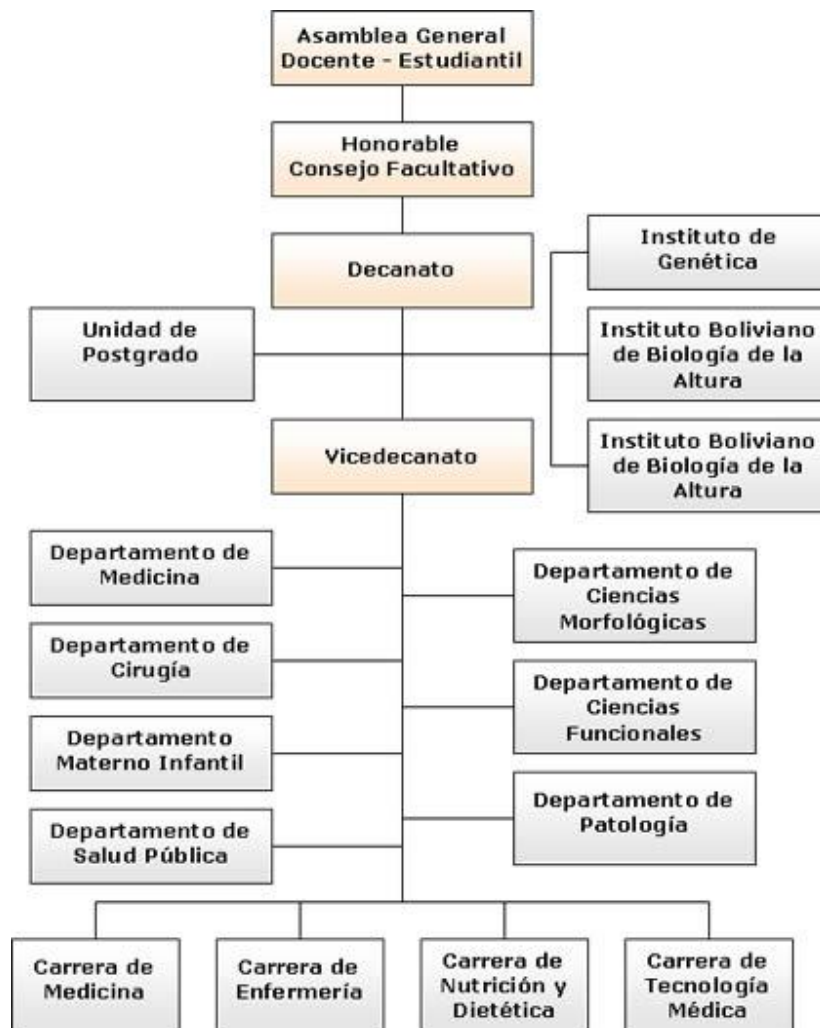 Asamblea General
Docente - Estudiantil
Honorable
Consejo Facultativo
Decanato
Instituto de
Genética
Unidad de
Postgrado
Instituto Boliviano
de Biología de la
Altura
Vicedecanato
Instituto Boliviano
de Biología de la
Altura
Departamento de
Medicina
Departamento de
Ciencias
Morfológicas
Departamento de
Cirugía
Departamento de
Ciencias
Funcionales
Departamento
Materno Infantil
Departamento de
Patología
Departamento de
Salud Pública
Carrera de
Medicina
Carrera de
Enfermería
Carrera de
Nutrición y
Dietética
Carrera de
Tecnología
Médica